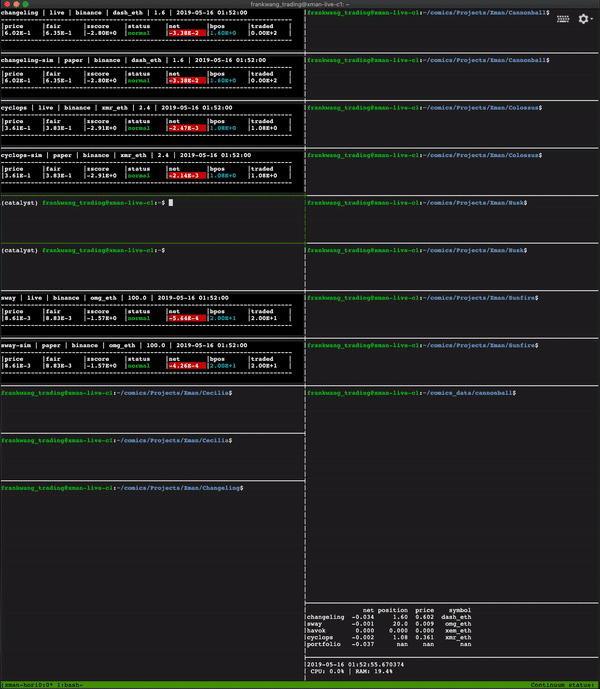 frankwang_trading@xman-live-c1: ~
changeling | live | binance | dash_eth | 1.6 | 2019-05-16 01:52:00
|price |fair |zscore |status |net |bpos |traded |
|6.02E-1 |6.35E-1 |-2.80E+0 |normal |-3.38E-2 |1.60E+0 |0.00E+2 |
changeling-sim | paper | binance | dash_eth | 1.6 | 2019-05-16 01:52:00
|price |fair |zscore |status |net |bpos |traded |
|6.02E-1 |6.35E-1 |-2.80E+0 |normal |-3.38E-2 |1.60E+0 |0.00E+2 |
cyclops | live | binance | xmr_eth | 2.4 | 2019-05-16 01:52:00
|price |fair |zscore |status |net |bpos |traded |
|3.61E-1 |3.83E-1 |-2.91E+0 |normal |-2.47E-3 |1.08E+0 |1.08E+0 |
cyclops-sim | paper | binance | xmr_eth | 2.4 | 2019-05-16 01:52:00
|price |fair |zscore |status |net |bpos |traded |
|3.61E-1 |3.83E-1 |-2.91E+0 |normal |-2.14E-3 |1.08E+0 |1.08E+0 |
(catalyst) frankwang_trading@xman-live-c1:~$
(catalyst) frankwang_trading@xman-live-c1:~$
sway | live | binance | omg_eth | 100.0 | 2019-05-16 01:52:00
|price |fair |zscore |status |net |bpos |traded |
|8.61E-3 |8.83E-3 |-1.57E+0 |normal |-5.64E-4 |2.00E+1 |2.00E+1 |
sway-sim | paper | binance | omg_eth | 100.0 | 2019-05-16 01:52:00
|price |fair |zscore |status |net |bpos |traded |
|8.61E-3 |8.83E-3 |-1.57E+0 |normal |-4.26E-4 |2.00E+1 |2.00E+1 |
frankwang_trading@xman-live-c1:~/comics/Projects/Xman/Cecilia$
frankwang_trading@xman-live-c1:~/comics/Projects/Xman/Cecilia$
frankwang_trading@xman-live-c1:~/comics/Projects/Xman/Changeling$
frankwang_trading@xman-live-c1:~/comics/Projects/Xman/Cannonball$
frankwang_trading@xman-live-c1:~/comics/Projects/Xman/Cannonball$
frankwang_trading@xman-live-c1:~/comics/Projects/Xman/Colossus$
frankwang_trading@xman-live-c1:~/comics/Projects/Xman/Colossus$
frankwang_trading@xman-live-c1:~/comics/Projects/Xman/Husk$
frankwang_trading@xman-live-c1:~/comics/Projects/Xman/Husk$
frankwang_trading@xman-live-c1:~/comics/Projects/Xman/Sunfire$
frankwang_trading@xman-live-c1:~/comics/Projects/Xman/Sunfire$
frankwang_trading@xman-live-c1:~/comics_data/cannonball$
net position price symbol
changeling -0.034 1.60 0.602 dash_eth
sway -0.001 20.0 0.009 omg_eth
havok 0.000 0.000 0.000 xem_eth
cyclops -0.002 1.08 0.361 xmr_eth
portfolio -0.037 nan nan nan
2019-05-16 01:52:55.670374
CPU: 0.0% | RAM: 19.4%
[xman-hori0:0* 1:bash- Continuum status: